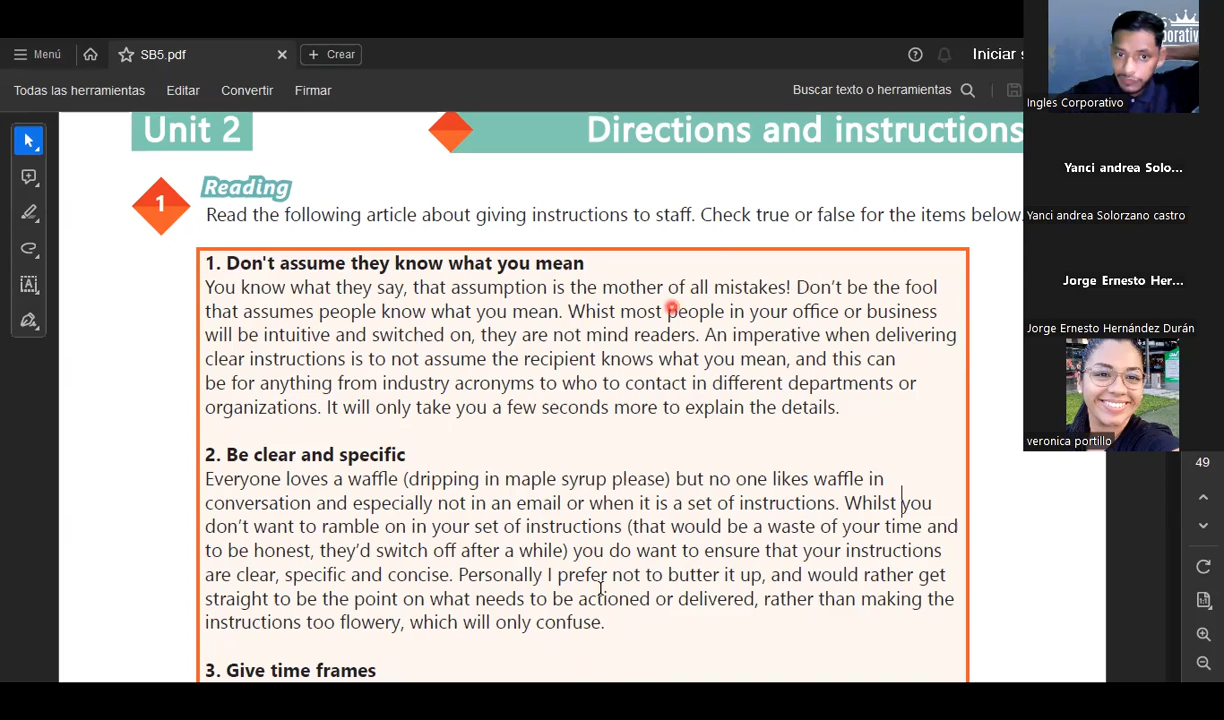 Menú
SB5.pdf
Crear
Iniciar s
Todas las herramientas
Editar
Convertir
Firmar
Buscar texto o herramientas
Ingles Corporativo
Unit 2
Directions and instructions
Yanci andrea Solo...
Reading
1
Read the following article about giving instructions to staff. Check true or false for the items below.
Yanci andrea Solorzano castro
1. Don't assume they know what you mean
You know what they say, that assumption is the mother of all mistakes! Don't be the fool
that assumes people know what you mean. Whist most people in your office or business
will be intuitive and switched on, they are not mind readers. An imperative when delivering
clear instructions is to not assume the recipient knows what you mean, and this can
be for anything from industry acronyms to who to contact in different departments or
organizations. It will only take you a few seconds more to explain the details.
Jorge Ernesto Her...
Jorge Ernesto Hernández Durán
veronica portillo
2. Be clear and specific
Everyone loves a waffle (dripping in maple syrup please) but no one likes waffle in
conversation and especially not in an email or when it is a set of instructions. Whilst you
don't want to ramble on in your set of instructions (that would be a waste of your time and
to be honest, they'd switch off after a while) you do want to ensure that your instructions
are clear, specific and concise. Personally I prefer not to butter it up, and would rather get
straight to be the point on what needs to be actioned or delivered, rather than making the
instructions too flowery, which will only confuse.
49
3. Give time frames